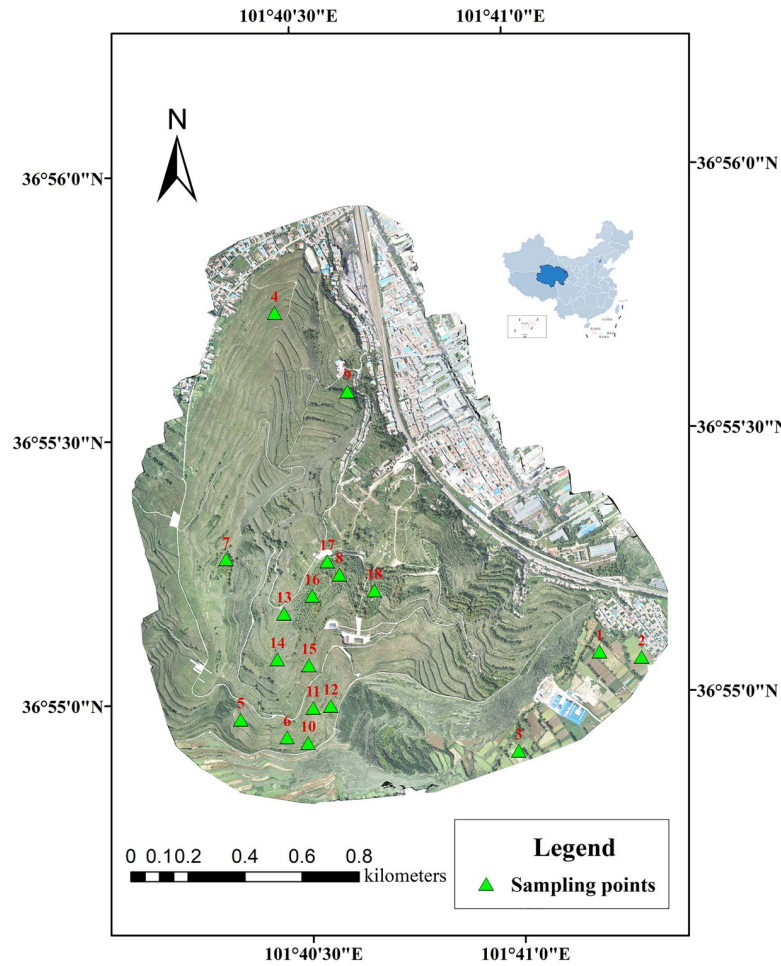 101°40'30"E 101°41'0"E
N
36°56'0"N 36°56'0"N
4
9
36°55'30"N 36°55'30"N
7 17 8 18
16
13
14 15
1 2
36°55'0"N 36°55'0"N
5 11 12
6 10
3
0 0.1 0.2 0.4 0.6 0.8
kilometers
Legend
Sampling points
101°40'30"E 101°41'0"E